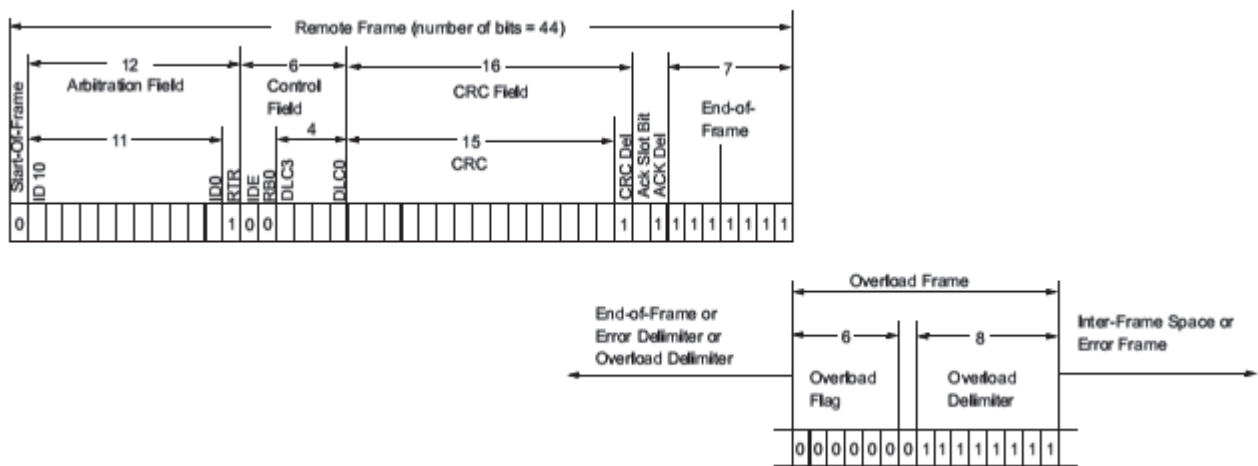 Remote Frame (number of bits = 44)
12
Arbitration Field
6
Control
Field
16
CRC Field
7
End-of-
Frame
11
4
15
CRC
Start-Of-Frame
ID 10
ID0
RTR
IDE
RB0
DLC3
DLC0
CRC Del
Ack Slot Bit
ACK Del
0 1 0 0 1 1 1 1 1 1 1 1 1
Overload Frame
End-of-Frame or
Error Delimiter or
Overload Delimiter
6
8
Inter-Frame Space or
Error Frame
Overload
Flag
Overload
Delimiter
0 0 0 0 0 0 0 1 1 1 1 1 1 1 1